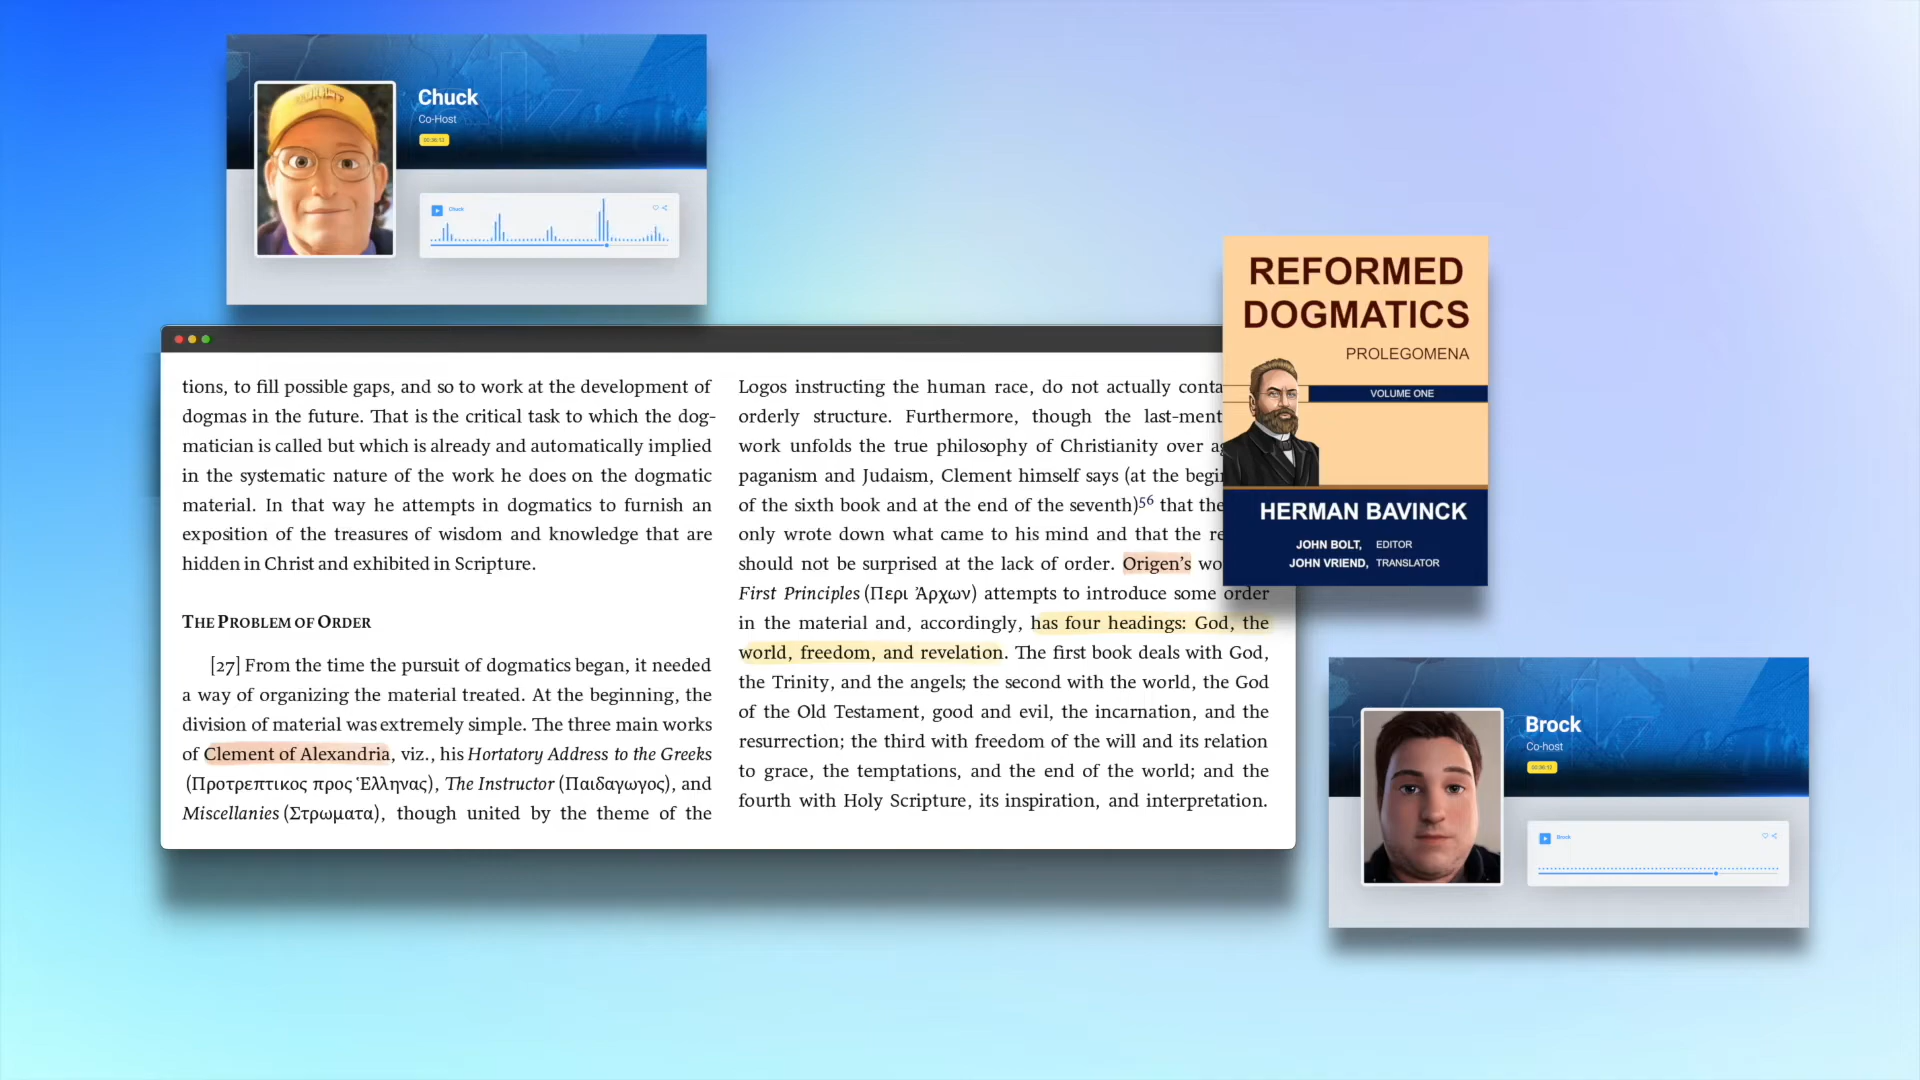 Chuck
Co-Host
00:36:12
Chuck
tions, to fill possible gaps, and so to work at the development of
dogmas in the future. That is the critical task to which the dog-
matician is called but which is already and automatically implied
in the systematic nature of the work he does on the dogmatic
material. In that way he attempts in dogmatics to furnish an
exposition of the treasures of wisdom and knowledge that are
hidden in Christ and exhibited in Scripture.
The Problem of Order
[27] From the time the pursuit of dogmatics began, it needed
a way of organizing the material treated. At the beginning, the
division of material was extremely simple. The three main works
of Clement of Alexandria, viz., his Hortatory Address to the Greeks
(Προτρεπτικος προς Ἑλληνας), The Instructor (Παιδαγωγος), and
Miscellanies (Στρωματα), though united by the theme of the
Logos instructing the human race, do not actually
orderly structure. Furthermore, though the
work unfolds the true philosophy of Christianity over
paganism and Judaism, Clement himself says (at the
of the sixth book and at the end of the seventh)56 that
only wrote down what came to his mind and that the
should not be surprised at the lack of order. Origen's
First Principles (Περι Ἀρχων) attempts to introduce some order
in the material and, accordingly, has four headings: God, the
world, freedom, and revelation. The first book deals with God,
the Trinity, and the angels; the second with the world, the God
of the Old Testament, good and evil, the incarnation, and the
resurrection; the third with freedom of the will and its relation
to grace, the temptations, and the end of the world; and the
fourth with Holy Scripture, its inspiration, and interpretation.
REFORMED
DOGMATICS
PROLEGOMENA
VOLUME ONE
HERMAN BAVINCK
JOHN BOLT, EDITOR
JOHN VRIEND, TRANSLATOR
Brock
Co-host
00:36:12
Brock